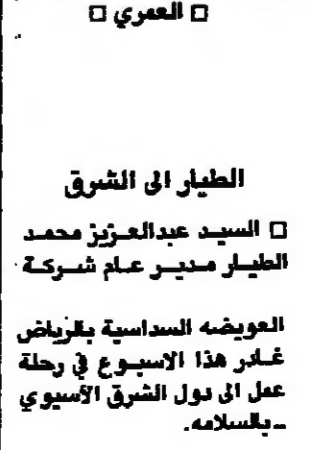 □ العمري □
الطيار الى الشرق
□ السيد عبدالعزيز محمد
الطيار مدير عام شركة
العويضه السداسية بالرياض
غادر هذا الاسبوع في رحلة
عمل الى دول الشرق الآسيوي
ـ بالسلامه.